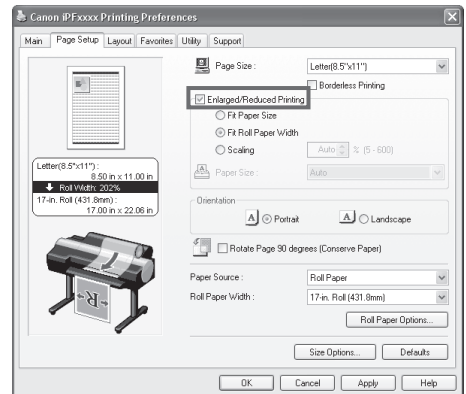 Canon iPFxxxx Printing Preferences
Main Page Setup Layout Favorites Utility Support
Page Size : Letter(8.5"x11")
Borderless Printing
Enlarged/Reduced Printing
Fit Paper Size
Fit Roll Paper Width
Scaling Auto % (5 - 600)
Paper Size : Auto
Letter(8.5"x11") :
8.50 in x 11.00 in
Roll Width: 202%
17-in. Roll (431.8mm) :
17.00 in x 22.06 in
Orientation
A Portrait A Landscape
Rotate Page 90 degrees (Conserve Paper)
Paper Source : Roll Paper
Roll Paper Width : 17-in. Roll (431.8mm)
Roll Paper Options...
Size Options... Defaults
OK Cancel Apply Help
R